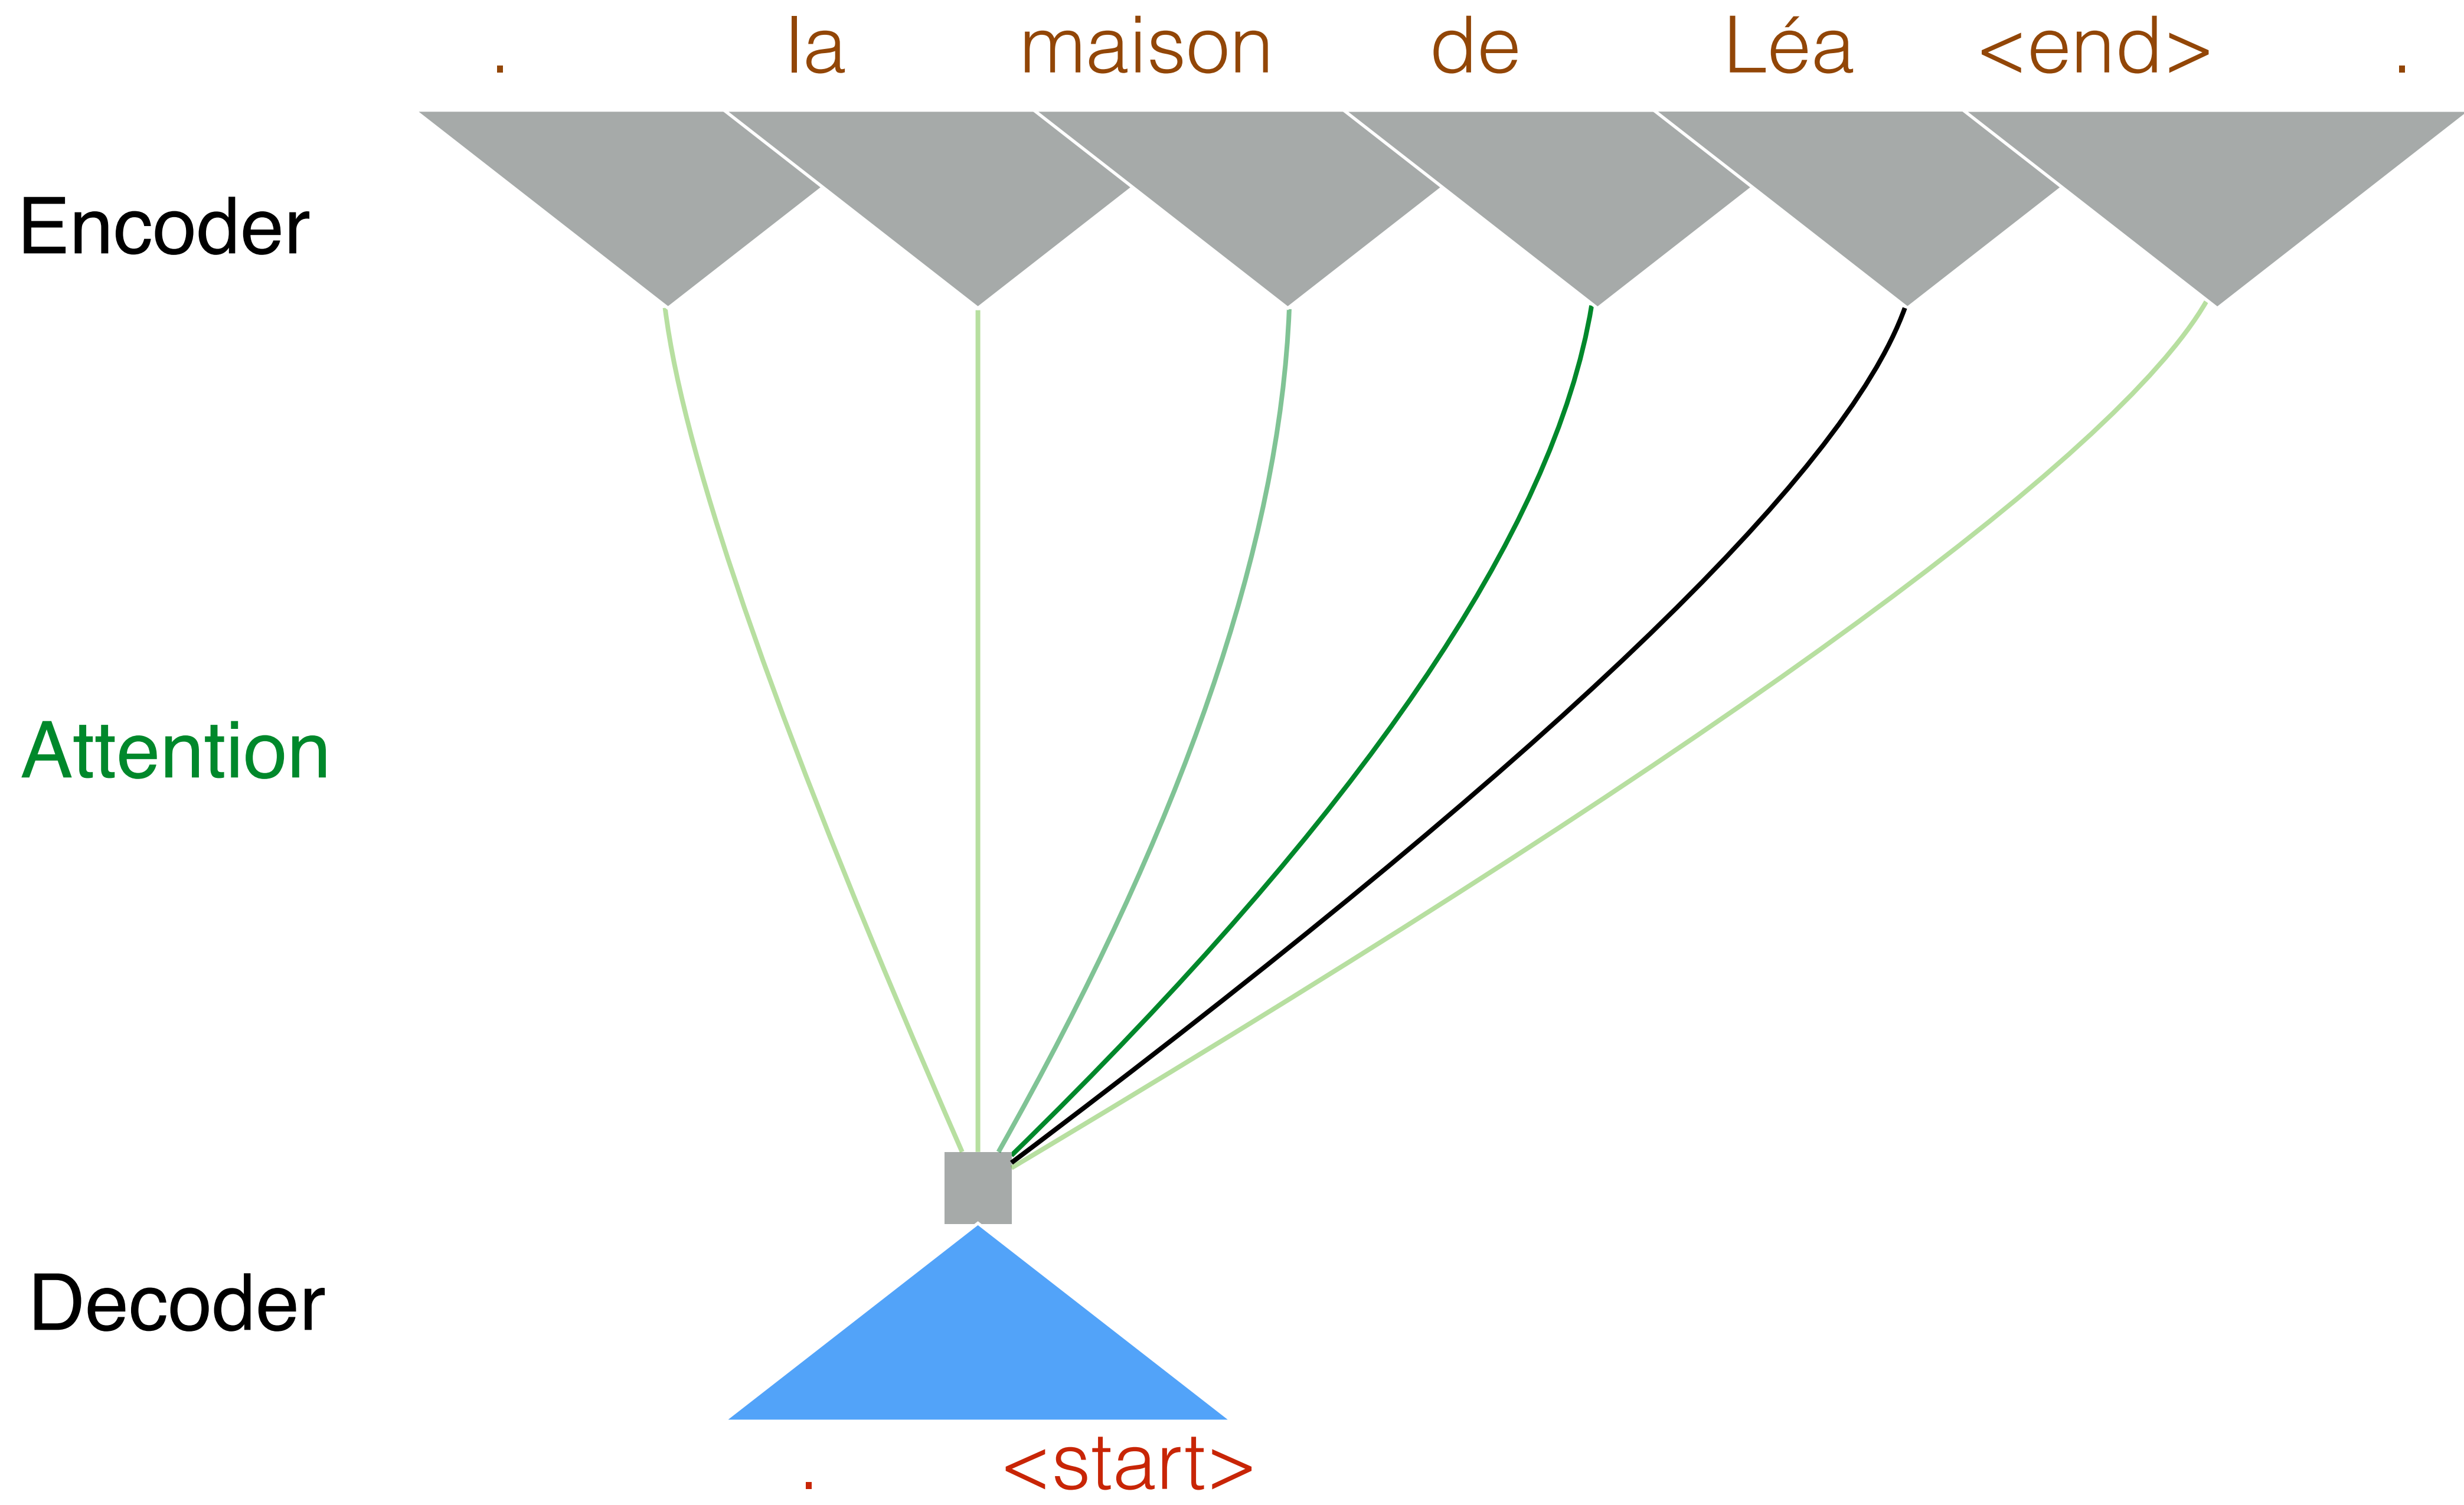 . la maison de Léa <end> .
Encoder
Attention
Decoder
. <start>